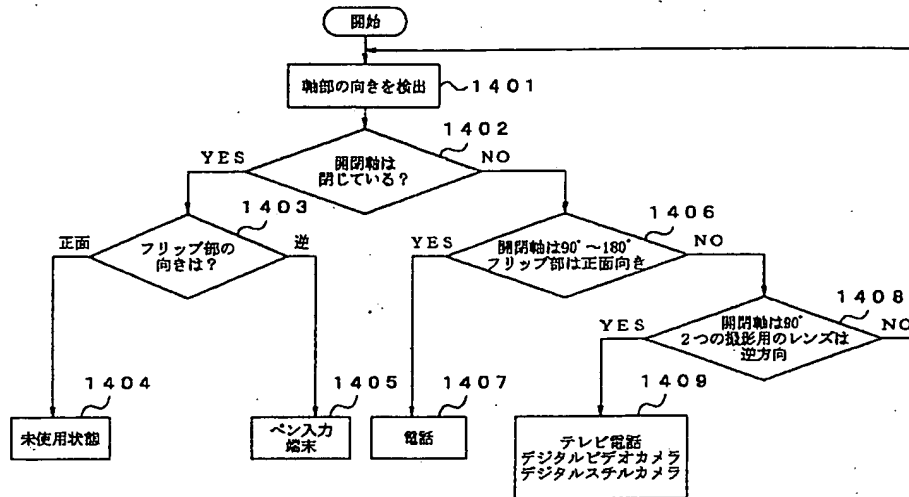 開始
軸部の向きを検出
1401
1402
YES
NO
開閉軸は
閉じている?
1403
正面
逆
フリップ部の
向きは?
1406
YES
NO
開閉軸は90°~180°
フリップ部は正面向き
1408
YES
NO
開閉軸は90°
2つの撮影用のレンズは
逆方向
1404
未使用状態
1405
ペン入力
端末
1407
電話
1409
テレビ電話
デジタルビデオカメラ
デジタルスチルカメラ